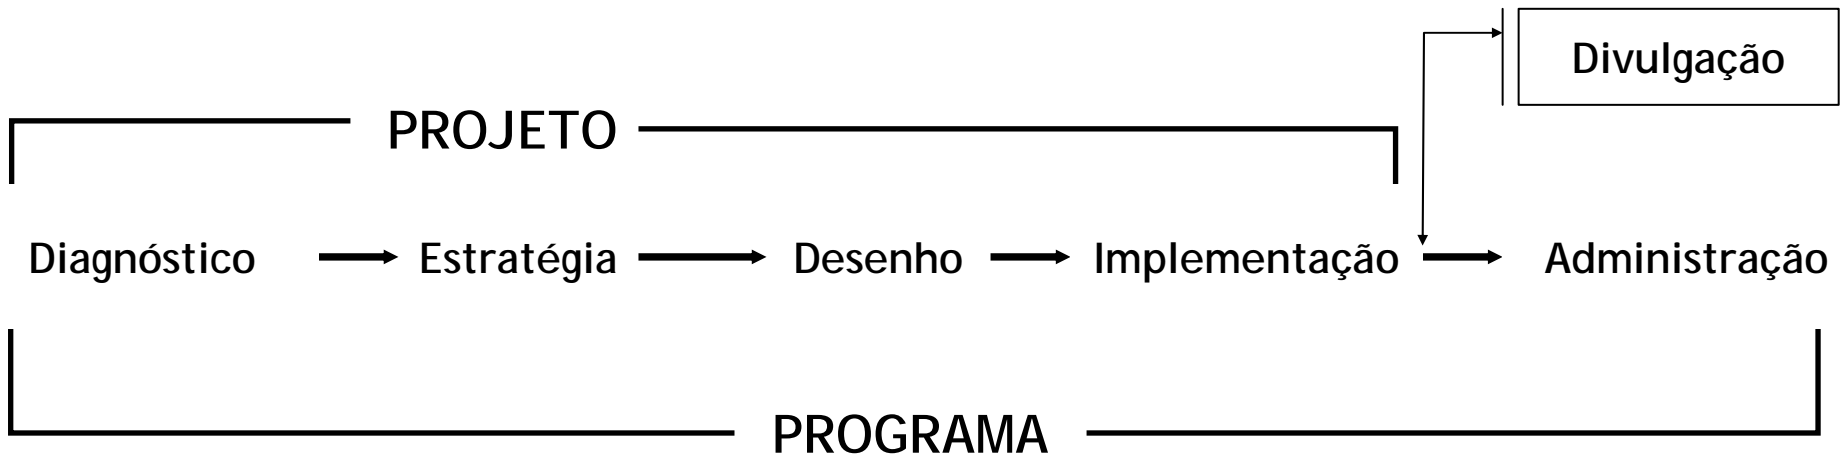 Divulgação
PROJETO
Diagnóstico Estratégia Desenho Implementação Administração
PROGRAMA